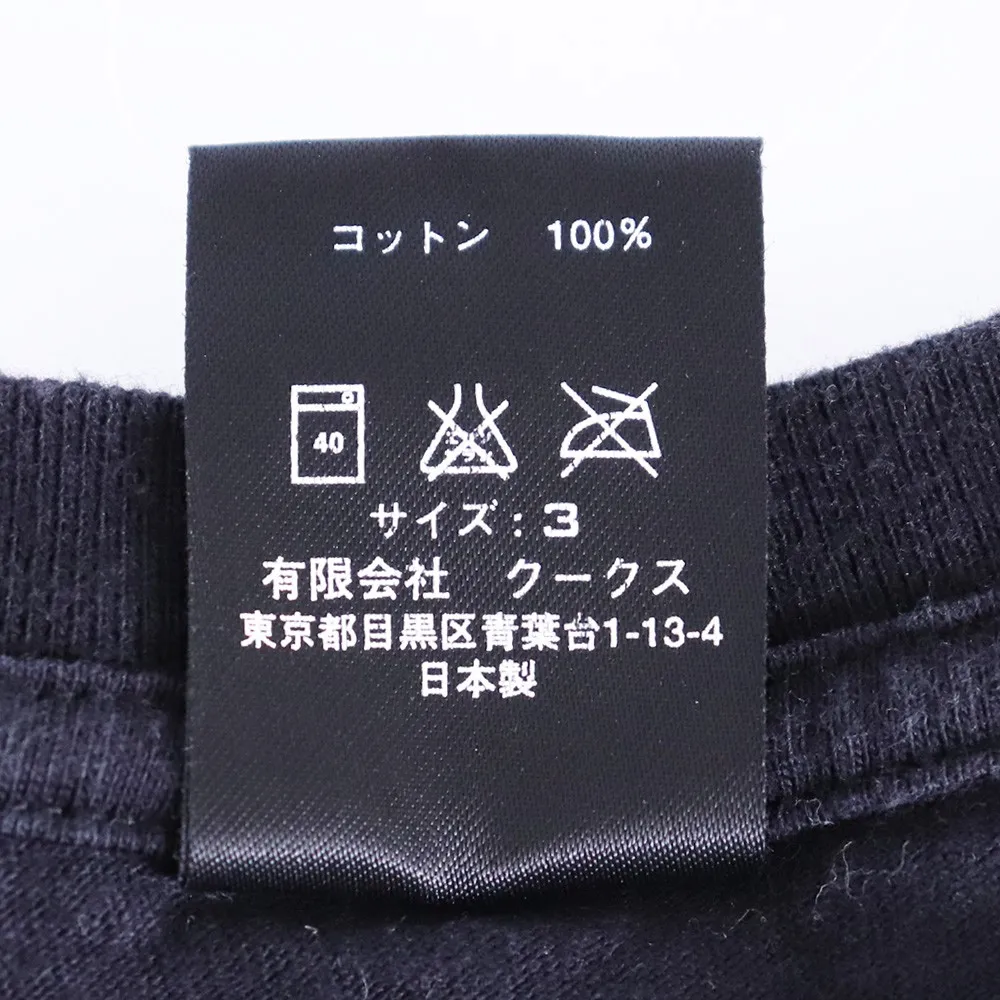 コットン 100%
40
サイズ：3
有限会社 クークス
東京都目黒区青葉台1-13-4
日本製